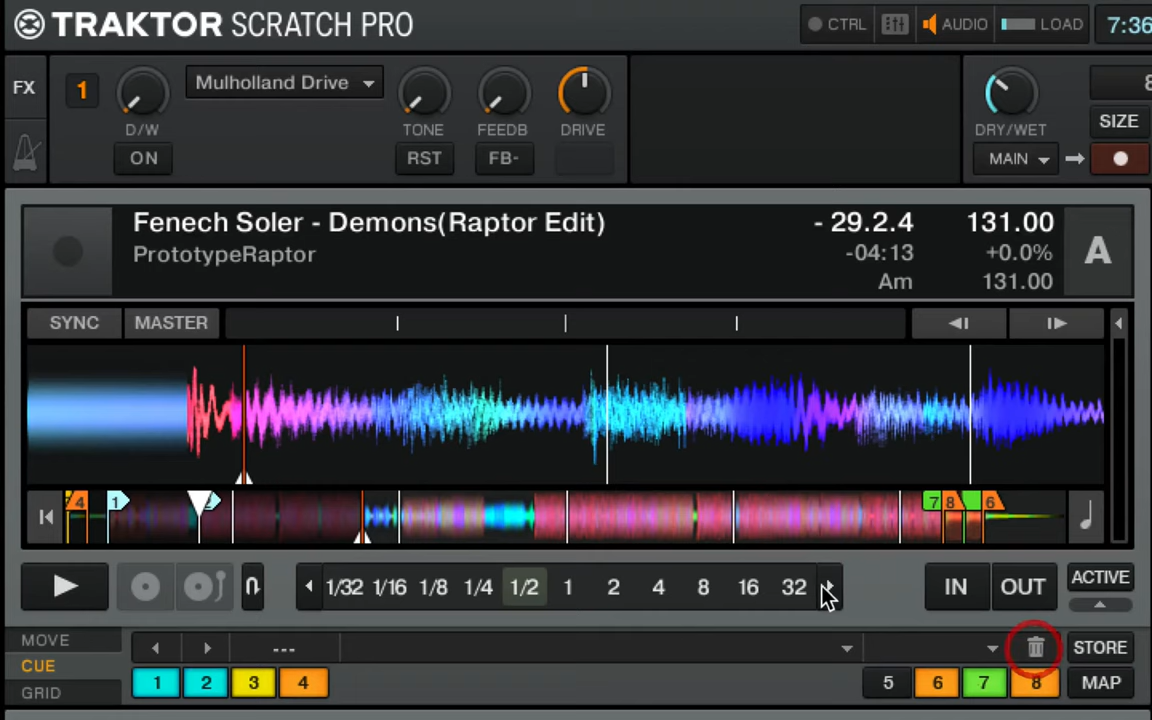 TRAKTOR SCRATCH PRO
CTRL AUDIO LOAD 7:36
FX 1 Mulholland Drive
D/W TONE FEEDB DRIVE DRY/WET SIZE
ON RST FB- MAIN
Fenech Soler - Demons(Raptor Edit) - 29.2.4 131.00
PrototypeRaptor -04:13 +0.0% A
Am 131.00
SYNC MASTER
4 1 7 8 6
1/32 1/16 1/8 1/4 1/2 1 2 4 8 16 32 IN OUT ACTIVE
MOVE --- STORE
CUE 1 2 3 4 5 6 7 8 MAP
GRID